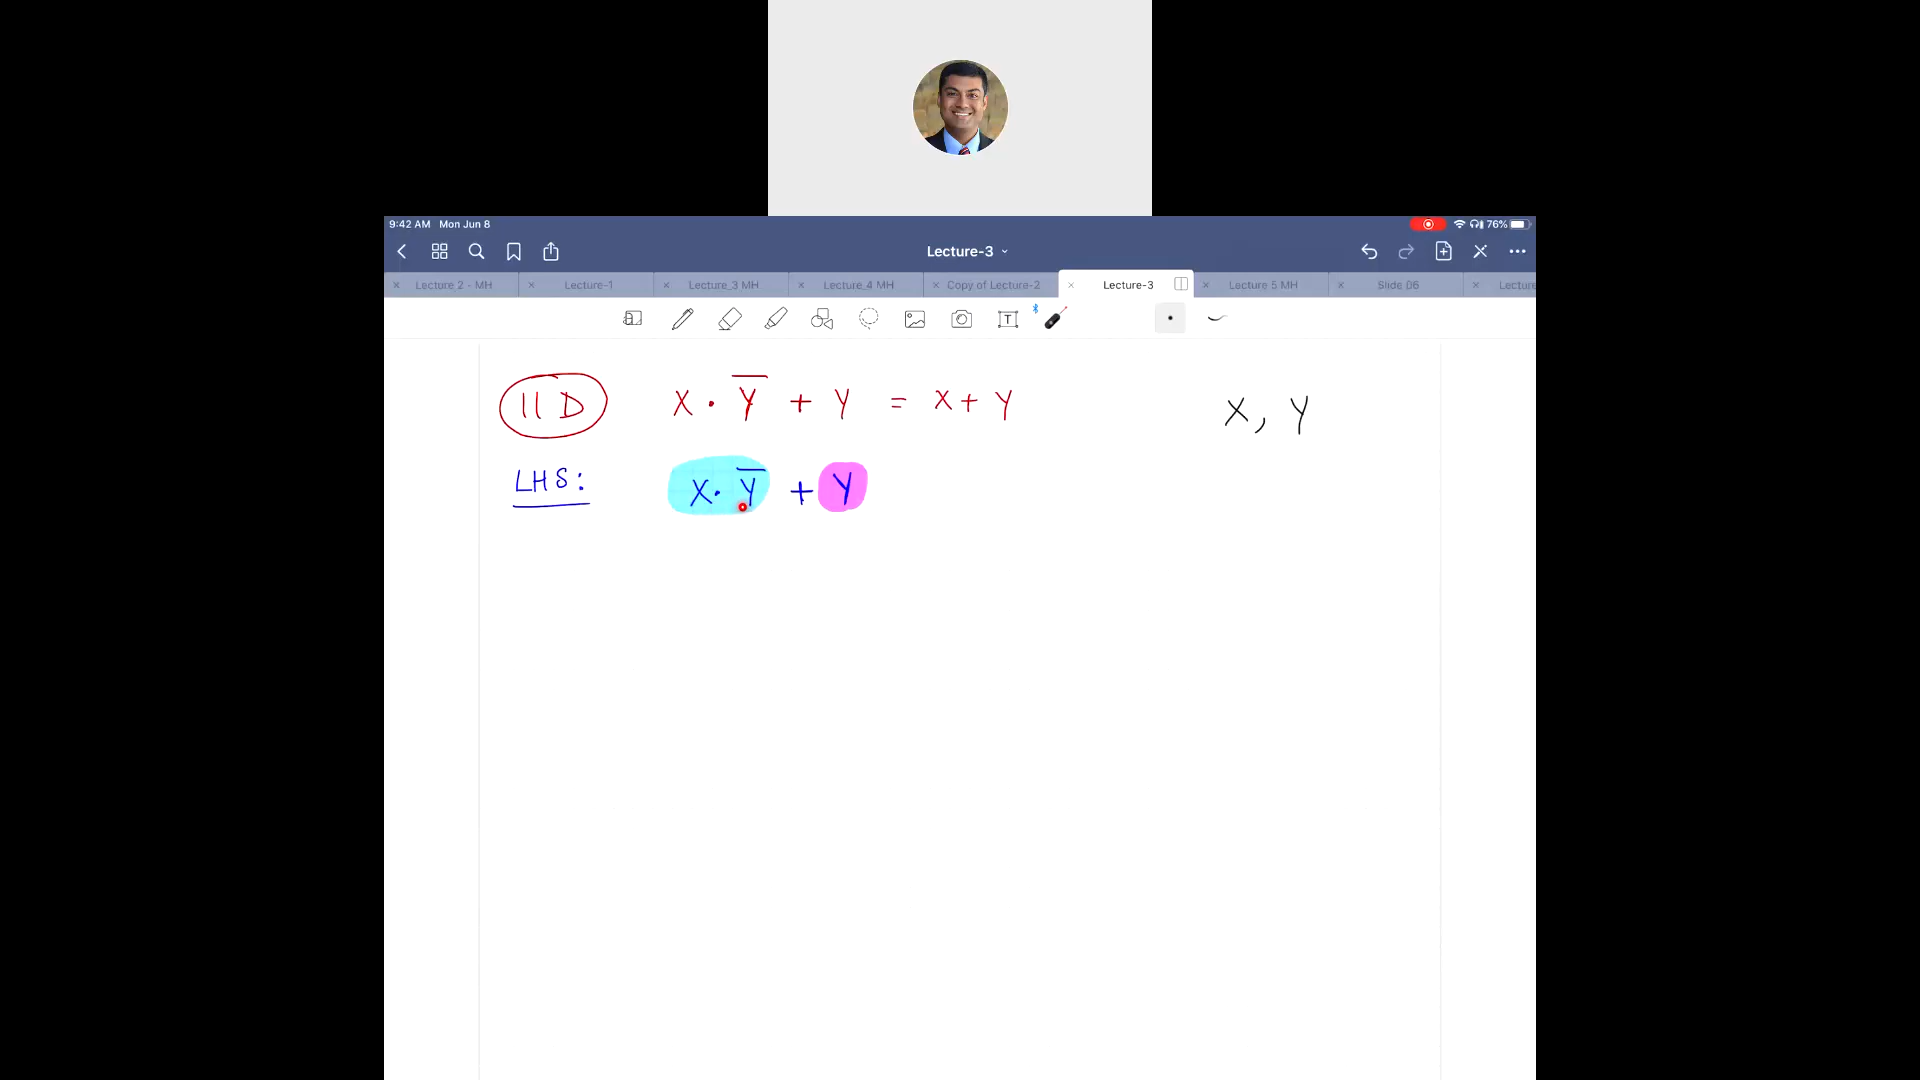 9:42 AM Mon Jun 8 76%
Lecture-3
Lecture 2 - MH Lecture-1 Lecture_3 MH Lecture_4 MH Copy of Lecture-2 Lecture-3 Lecture 5 MH Slide 06 Lecture
T
11 D X · Y̅ + Y = X + Y X, Y
LHS: X · Y̅ + Y